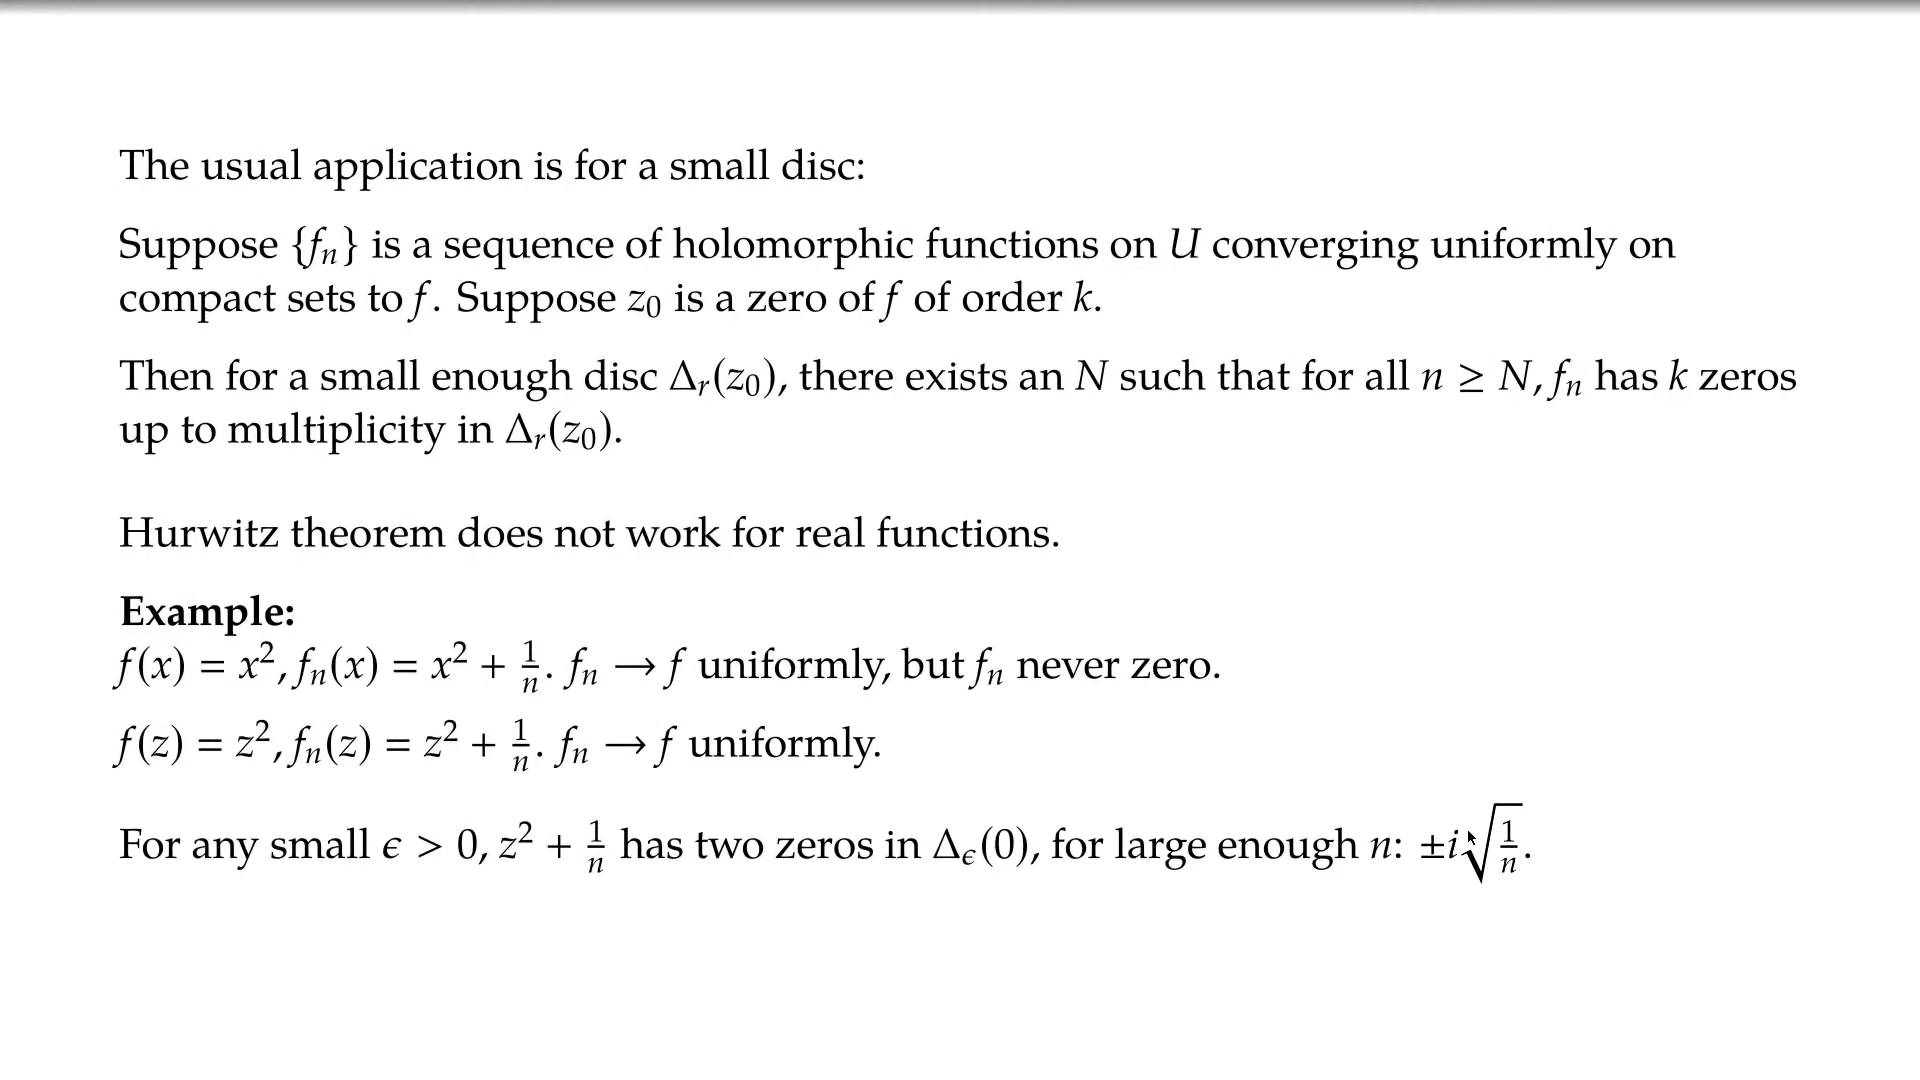 The usual application is for a small disc:
Suppose {fₙ} is a sequence of holomorphic functions on U converging uniformly on
compact sets to f. Suppose z₀ is a zero of f of order k.
Then for a small enough disc Δᵣ(z₀), there exists an N such that for all n ≥ N, fₙ has k zeros
up to multiplicity in Δᵣ(z₀).
Hurwitz theorem does not work for real functions.
Example:
f(x) = x², fₙ(x) = x² + 1/n. fₙ → f uniformly, but fₙ never zero.
f(z) = z², fₙ(z) = z² + 1/n. fₙ → f uniformly.
For any small ϵ > 0, z² + 1/n has two zeros in Δ_ϵ(0), for large enough n: ±i√(1/n).